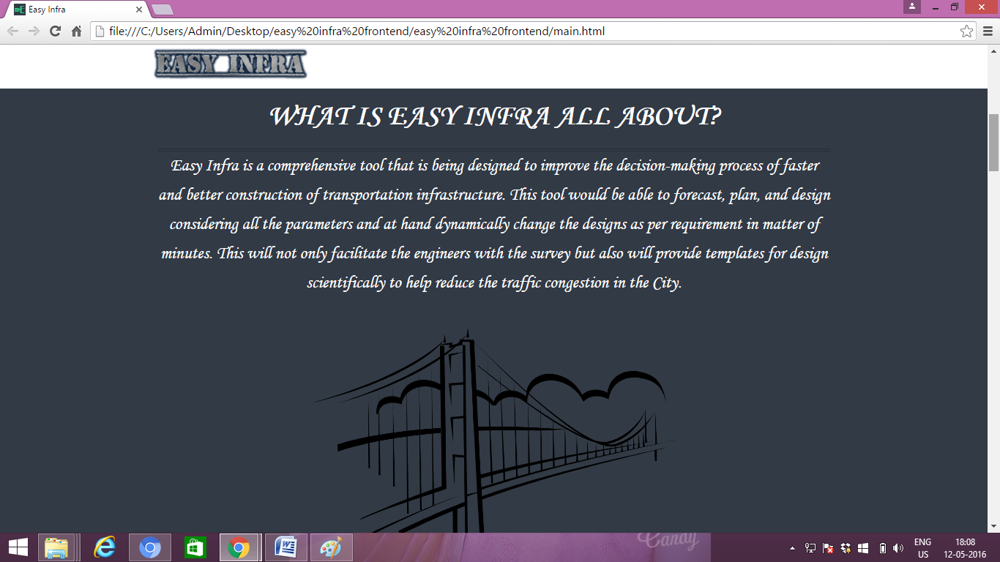 Easy Infra
file:///C:/Users/Admin/Desktop/easy%20infra%20frontend/easy%20infra%20frontend/main.html
EASY INFRA
WHAT IS EASY INFRA ALL ABOUT?
Easy Infra is a comprehensive tool that is being designed to improve the decision-making process of faster
and better construction of transportation infrastructure. This tool would be able to forecast, plan, and design
considering all the parameters and at hand dynamically change the designs as per requirement in matter of
minutes. This will not only facilitate the engineers with the survey but also will provide templates for design
scientifically to help reduce the traffic congestion in the City.
Candy
ENG
US
18:08
12-05-2016